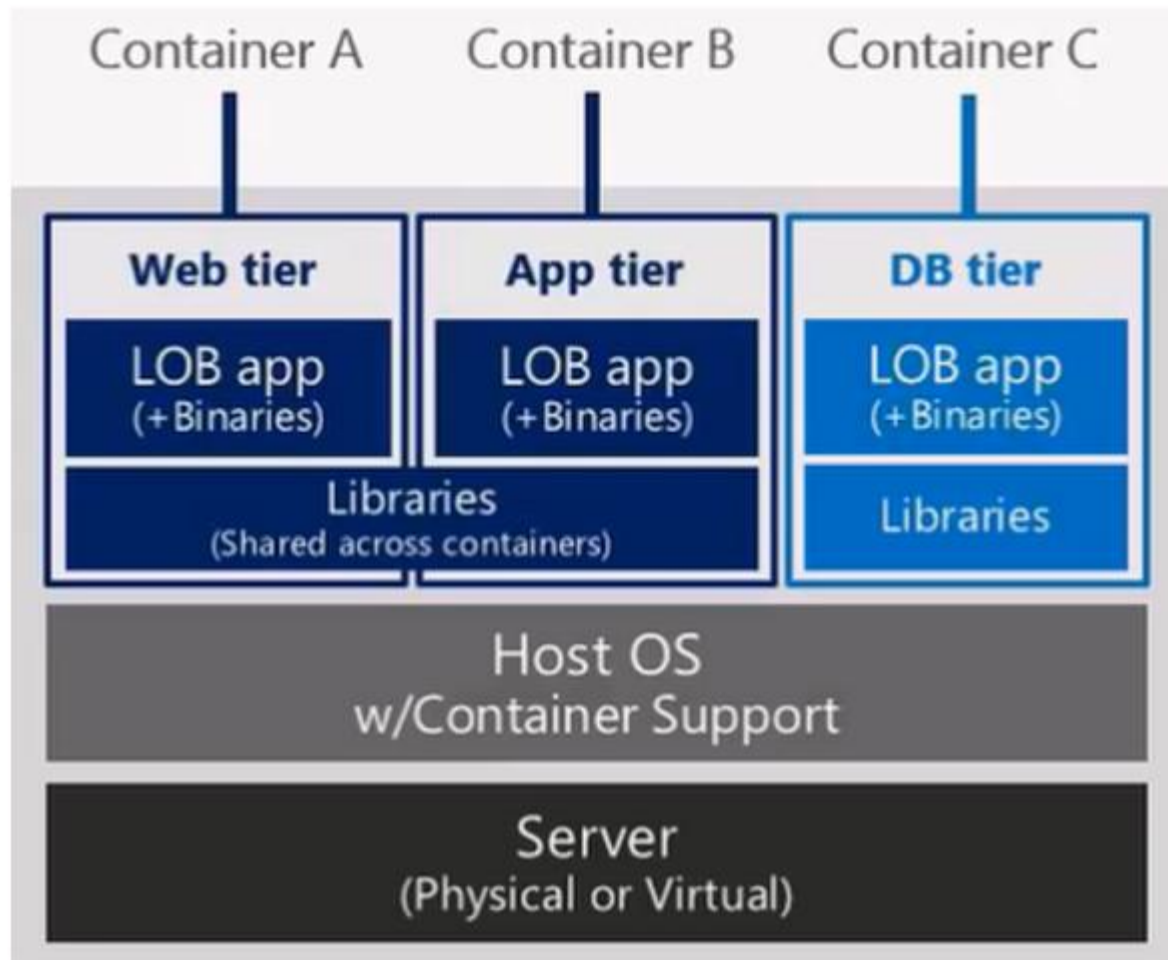 Container A
Container B
Container C
Web tier
App tier
DB tier
LOB app
(+Binaries)
LOB app
(+Binaries)
LOB app
(+Binaries)
Libraries
(Shared across containers)
Libraries
Host OS
w/Container Support
Server
(Physical or Virtual)